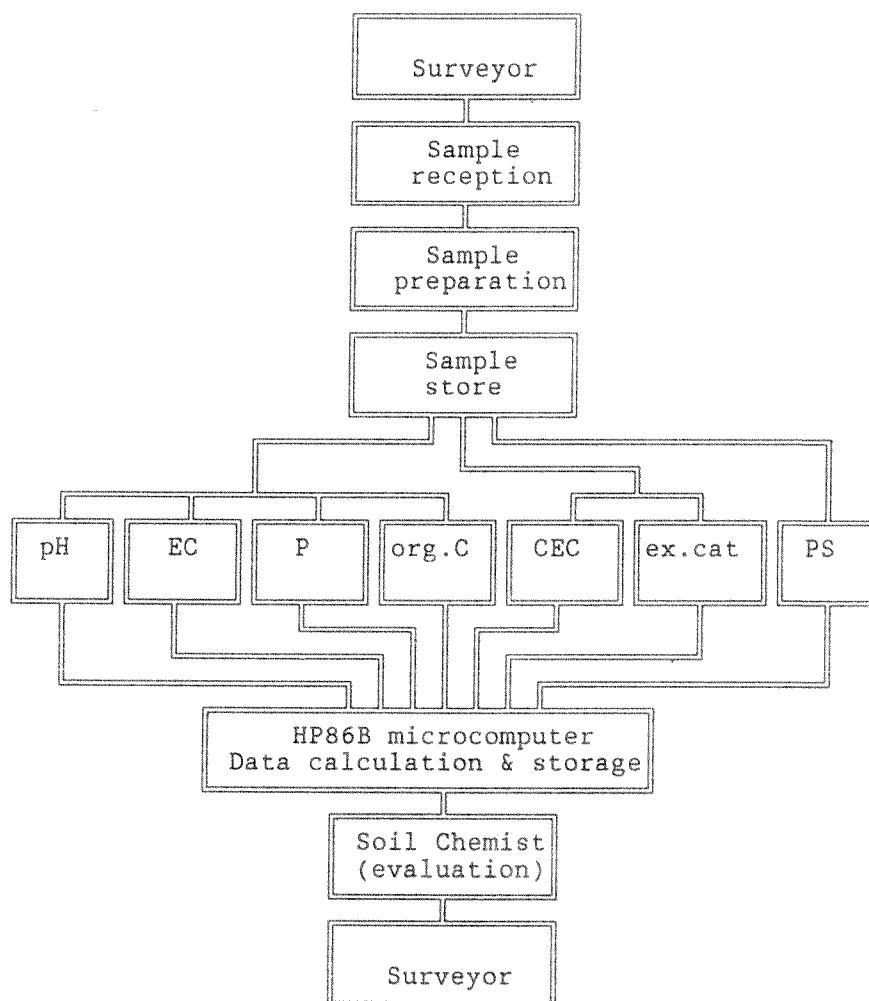 Surveyor
Sample
reception
Sample
preparation
Sample
store
pH EC P org.C CEC ex.cat PS
HP86B microcomputer
Data calculation & storage
Soil Chemist
(evaluation)
Surveyor